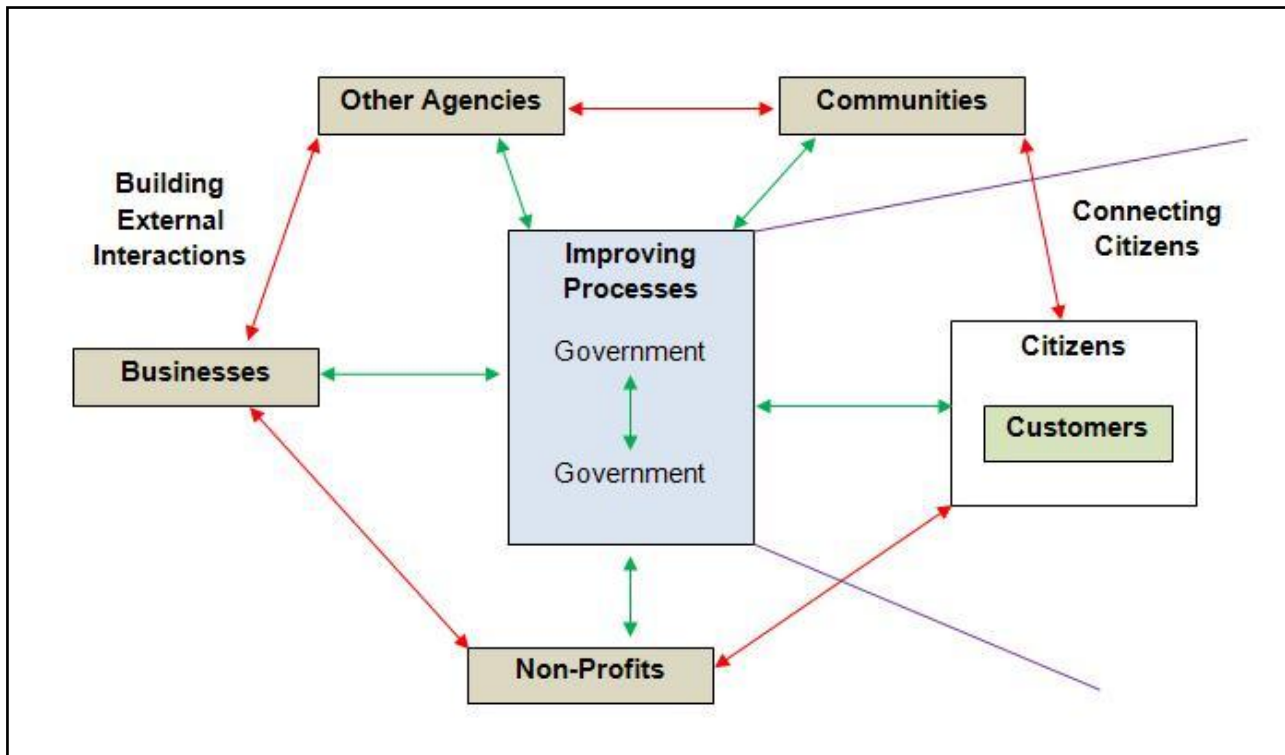 Other Agencies
Communities
Building
External
Interactions
Connecting
Citizens
Improving
Processes
Government
Government
Businesses
Citizens
Customers
Non-Profits